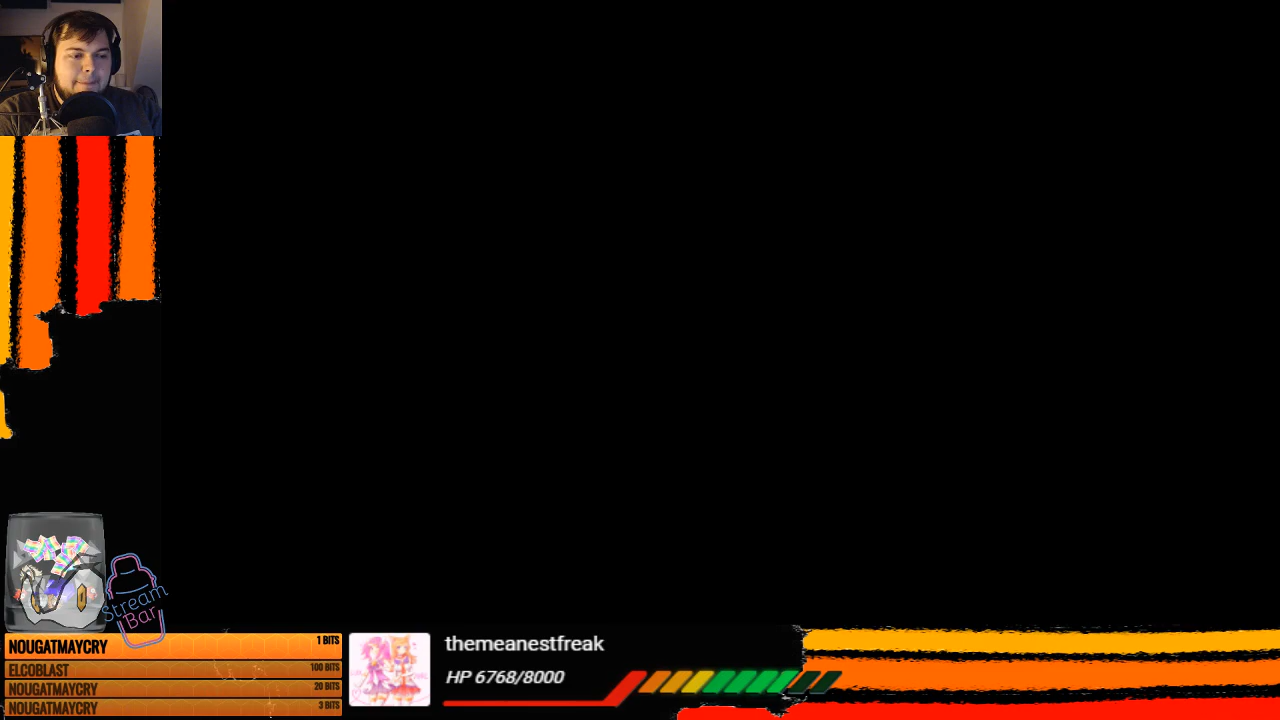 Stream
Bar
NOUGATMAYCRY 1 BITS
ELCOBLAST 100 BITS
NOUGATMAYCRY 20 BITS
NOUGATMAYCRY 3 BITS
themeanestfreak
HP 6768/8000